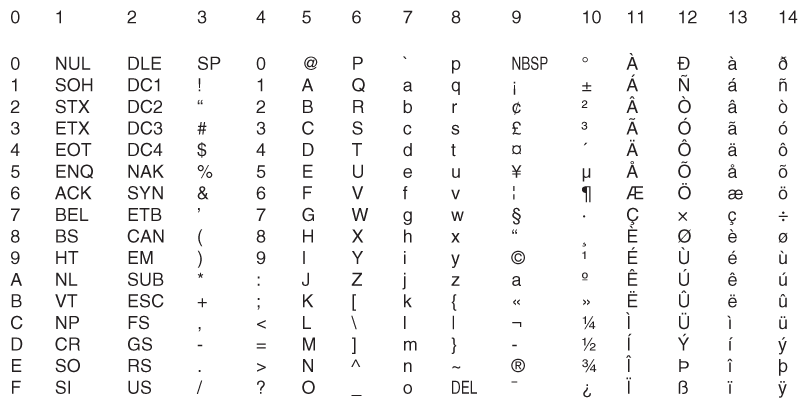 0 1 2 3 4 5 6 7 8 9 10 11 12 13 14
0 NUL DLE SP 0 @ P ` p NBSP ° À Ð à ð
1 SOH DC1 ! 1 A Q a q ¡ ± Á Ñ á ñ
2 STX DC2 “ 2 B R b r ¢ ² Â Ò â ò
3 ETX DC3 # 3 C S c s £ ³ Ã Ó ã ó
4 EOT DC4 $ 4 D T d t ¤ ´ Ä Ô ä ô
5 ENQ NAK % 5 E U e u ¥ µ Å Õ å õ
6 ACK SYN & 6 F V f v ¦ ¶ Æ Ö æ ö
7 BEL ETB ’ 7 G W g w § · Ç × ç ÷
8 BS CAN ( 8 H X h x “ ¸ È Ø è ø
9 HT EM ) 9 I Y i y © ¹ É Ù é ù
A NL SUB * : J Z j z a º Ê Ú ê ú
B VT ESC + ; K [ k { « » Ë Û ë û
C NP FS , < L \ l | ¬ ¼ Ì Ü ì ü
D CR GS - = M ] m } - ½ Í Ý í ý
E SO RS . > N ^ n ~ ® ¾ Î Þ î þ
F SI US / ? O _ o DEL ¯ ¿ Ï ß ï ÿ